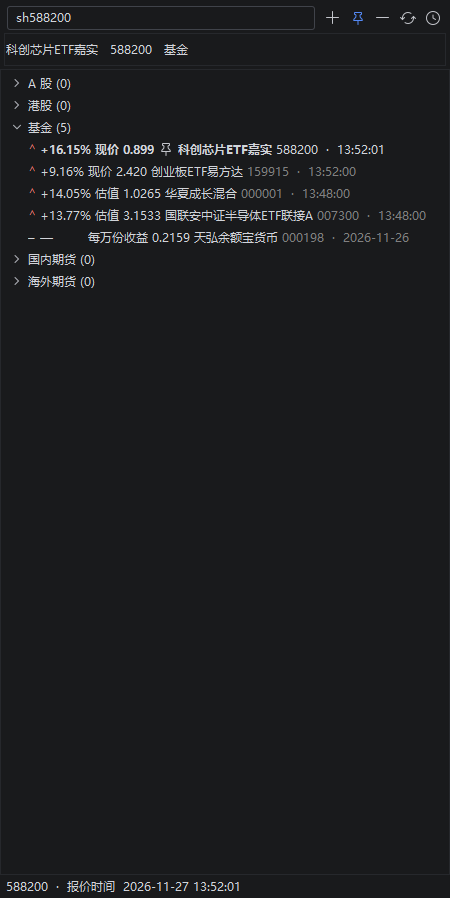 sh588200
科创芯片ETF嘉实 588200 基金
A 股 (0)
港股 (0)
基金 (5)
+16.15% 现价 0.899 科创芯片ETF嘉实 588200 · 13:52:01
+9.16% 现价 2.420 创业板ETF易方达 159915 · 13:52:00
+14.05% 估值 1.0265 华夏成长混合 000001 · 13:48:00
+13.77% 估值 3.1533 国联安中证半导体ETF联接A 007300 · 13:48:00
— — 每万份收益 0.2159 天弘余额宝货币 000198 · 2026-11-26
国内期货 (0)
海外期货 (0)
588200 · 报价时间 2026-11-27 13:52:01